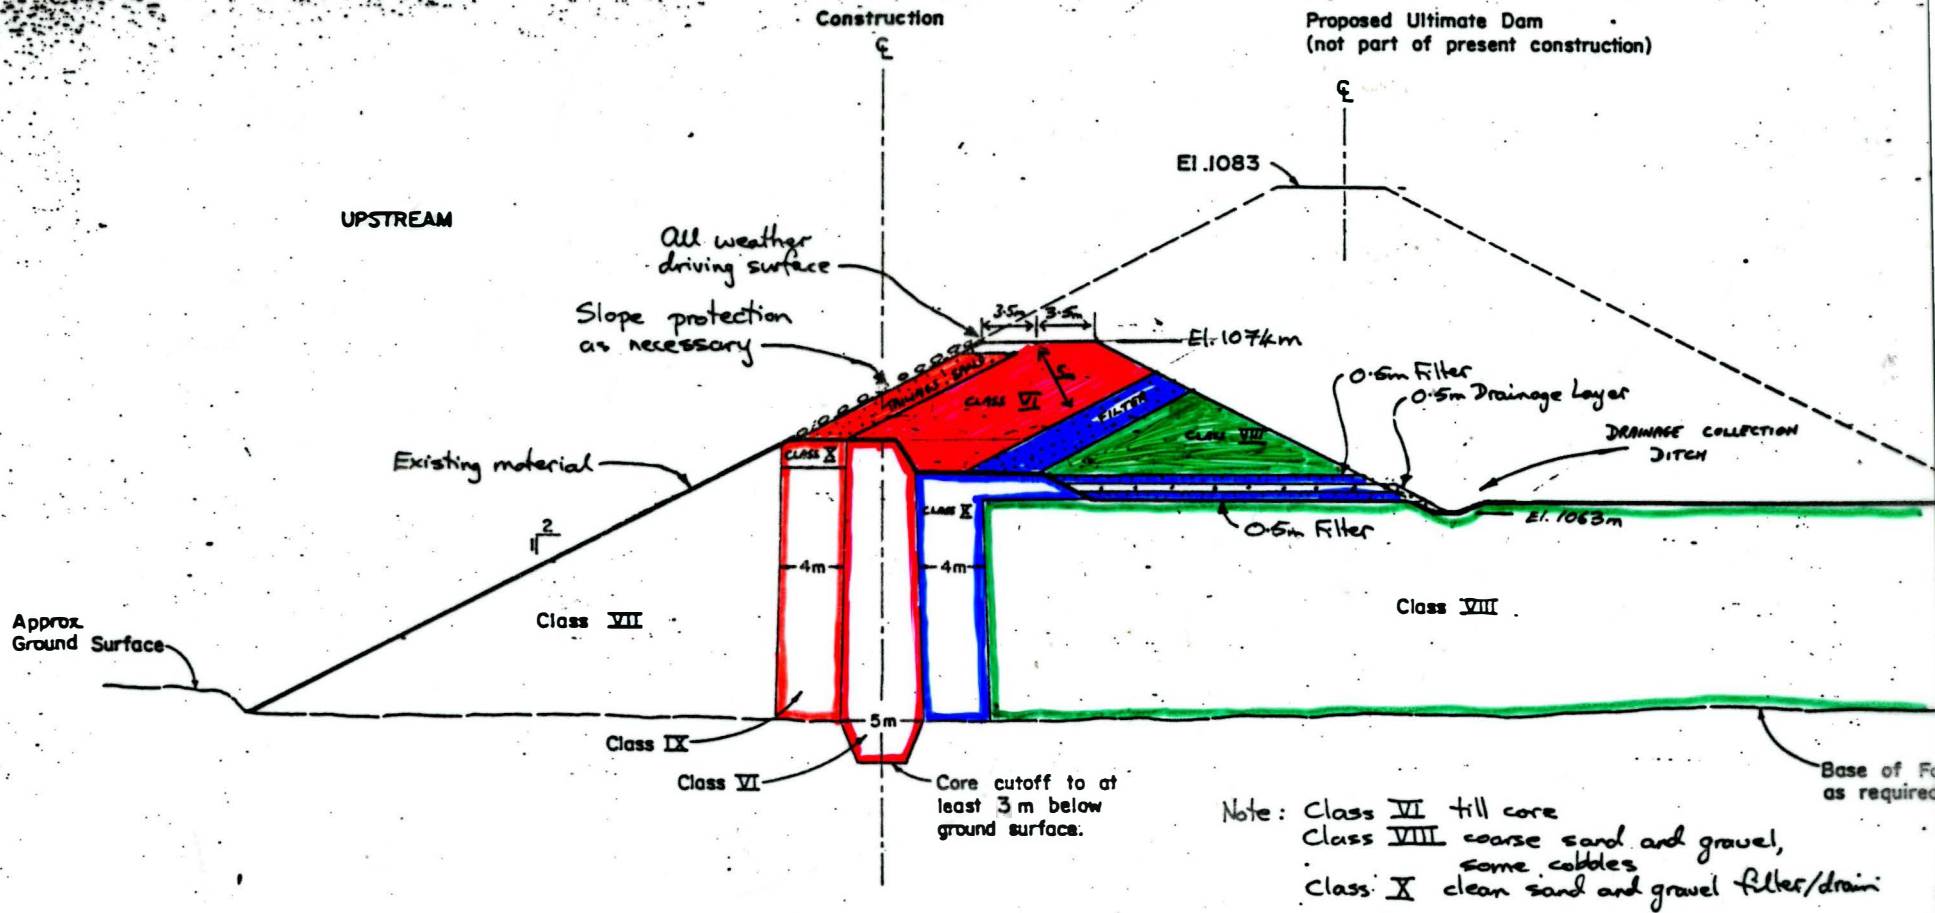 Construction
℄
Proposed Ultimate Dam
(not part of present construction)
℄
El.1083
UPSTREAM
All weather
driving surface
Slope protection
as necessary
3.5m 3.5m
El.1074m
5m
TAILINGS SAND
CLASS VI
FILTER
CLASS VIII
0.5m Filter
0.5m Drainage Layer
DRAINAGE COLLECTION
DITCH
Existing material
CLASS X
CLASS X
El. 1063m
0.5m Filter
2
1
4m
4m
Class VII
Class VIII
Approx
Ground Surface
5m
Class IX
Class VI
Core cutoff to at
least 3m below
ground surface.
Base of
as required
Note: Class VI till core
Class VIII coarse sand and gravel,
some cobbles
Class X clean sand and gravel filter/drain